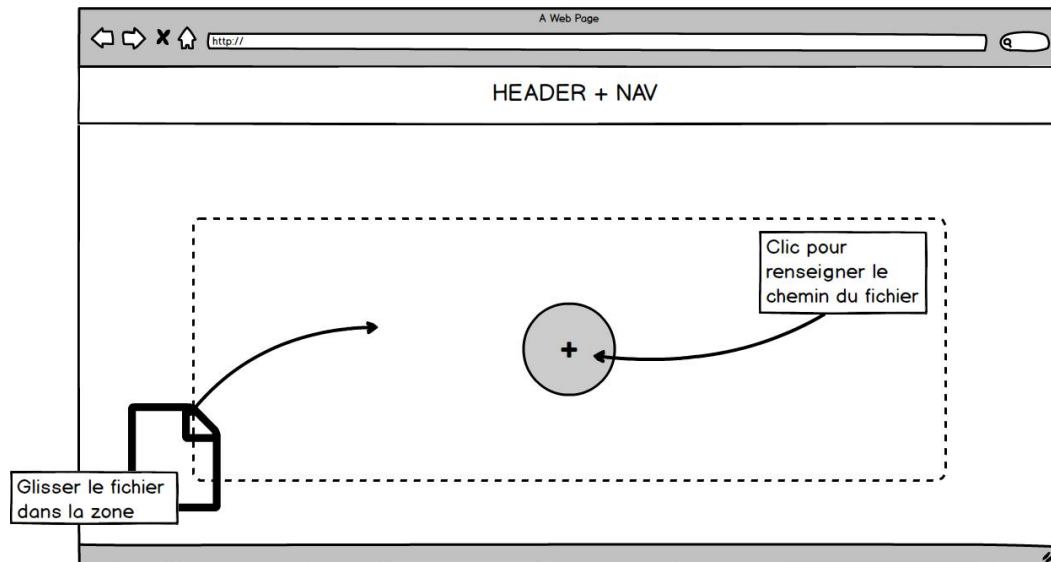 A Web Page
http://
HEADER + NAV
Clic pour
renseigner le
chemin du fichier
Glisser le fichier
dans la zone